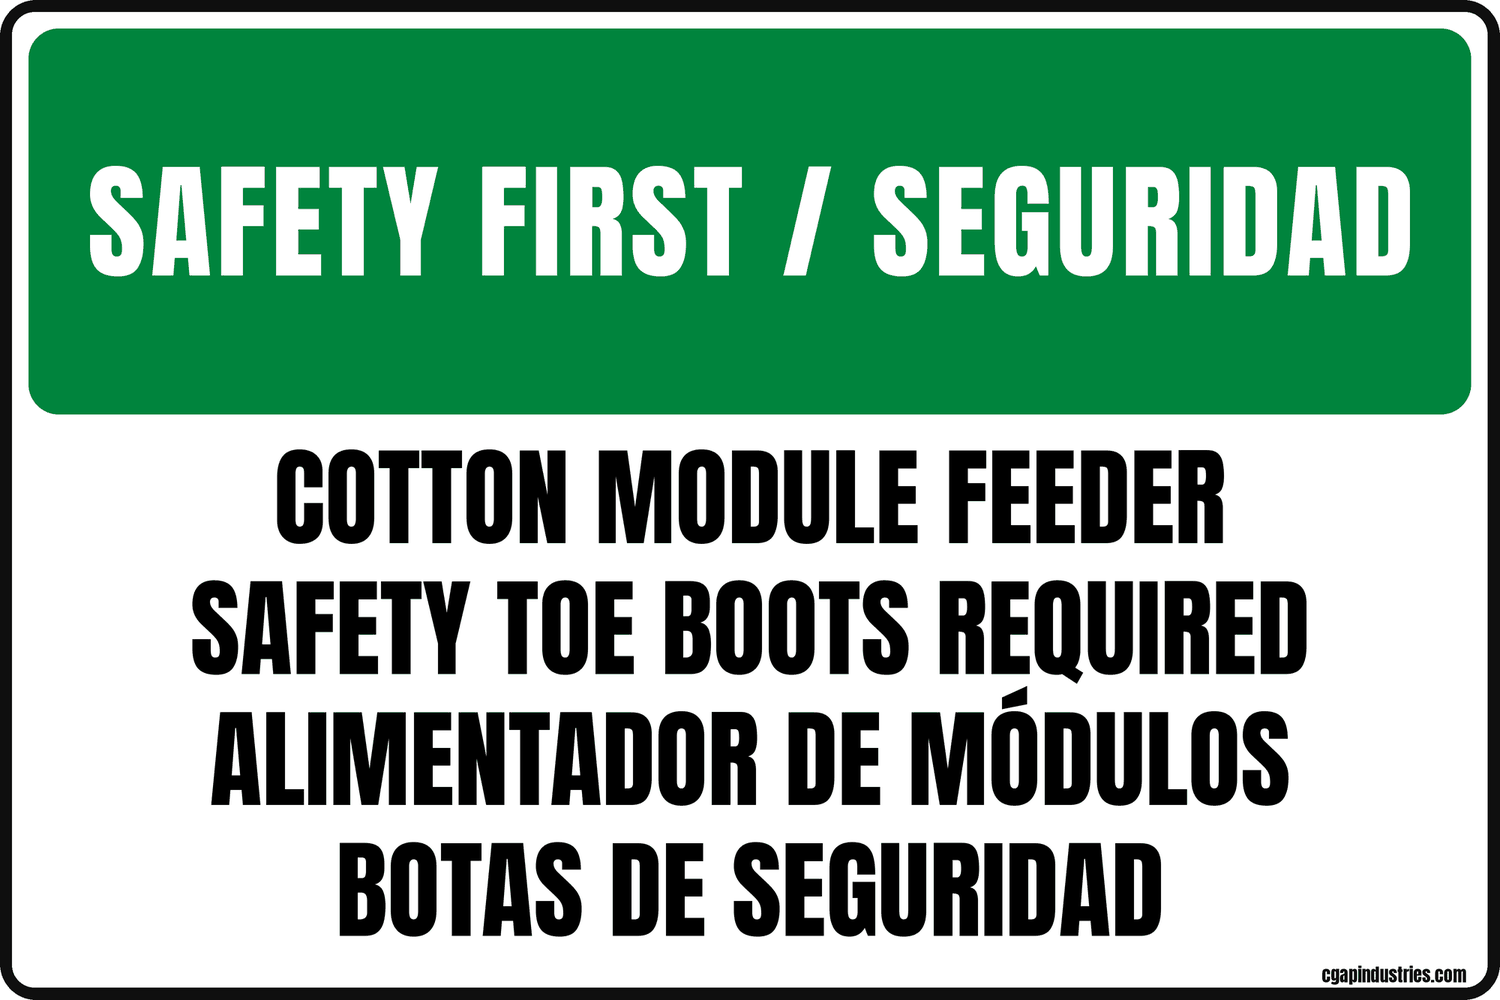 SAFETY FIRST / SEGURIDAD
COTTON MODULE FEEDER
SAFETY TOE BOOTS REQUIRED
ALIMENTADOR DE MÓDULOS
BOTAS DE SEGURIDAD
cgapindustries.com